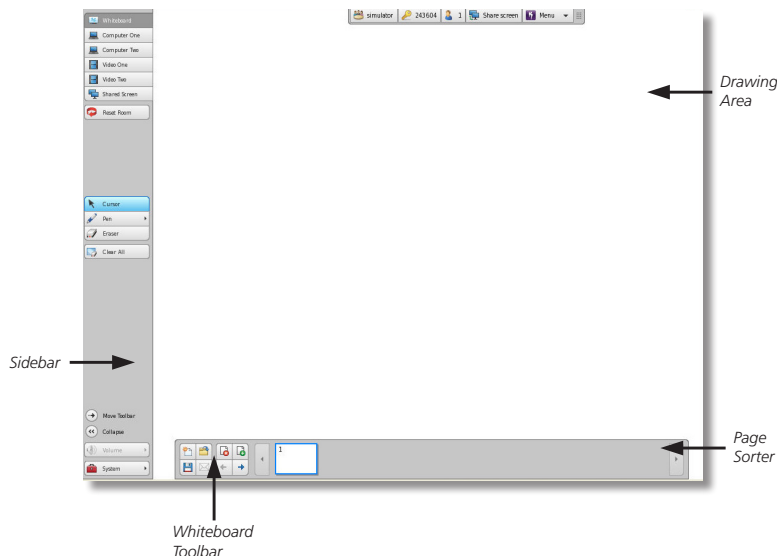 Whiteboard
Computer One
Computer Two
Video One
Video Two
Shared Screen
Reset Room
simulator 243604 1 Share screen Menu
Drawing
Area
Cursor
Pen
Eraser
Clear All
Sidebar
Move Toolbar
Collapse
Volume
System
1
Page
Sorter
Whiteboard
Toolbar